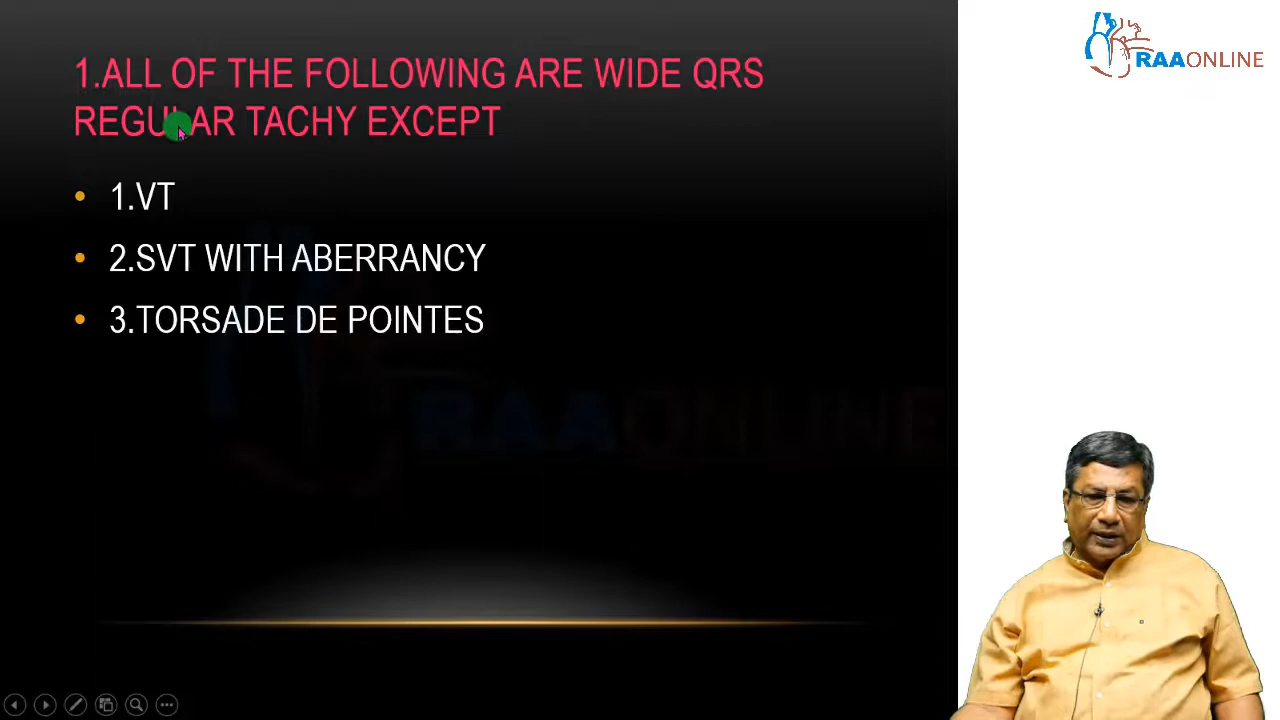 1.ALL OF THE FOLLOWING ARE WIDE QRS
REGULAR TACHY EXCEPT
• 1.VT
• 2.SVT WITH ABERRANCY
• 3.TORSADE DE POINTES
RAAONLINE
RAAONLINE